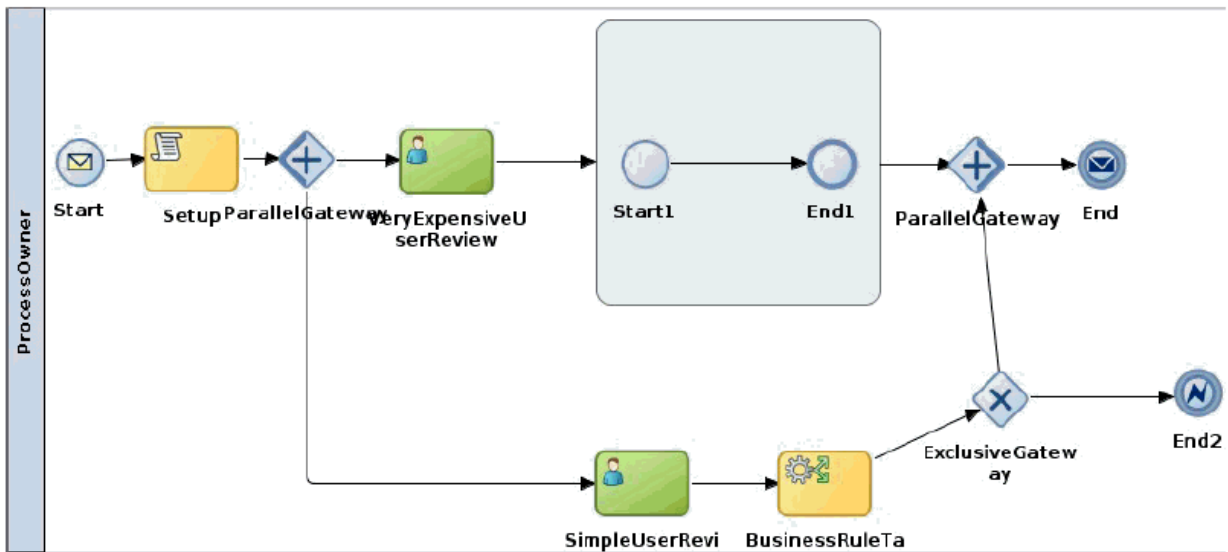 ProcessOwner
Start
Setup
ParallelGateway
VeryExpensiveU
serReview
Start1
End1
ParallelGateway
End
SimpleUserRevi
BusinessRuleTa
ExclusiveGatew
ay
End2